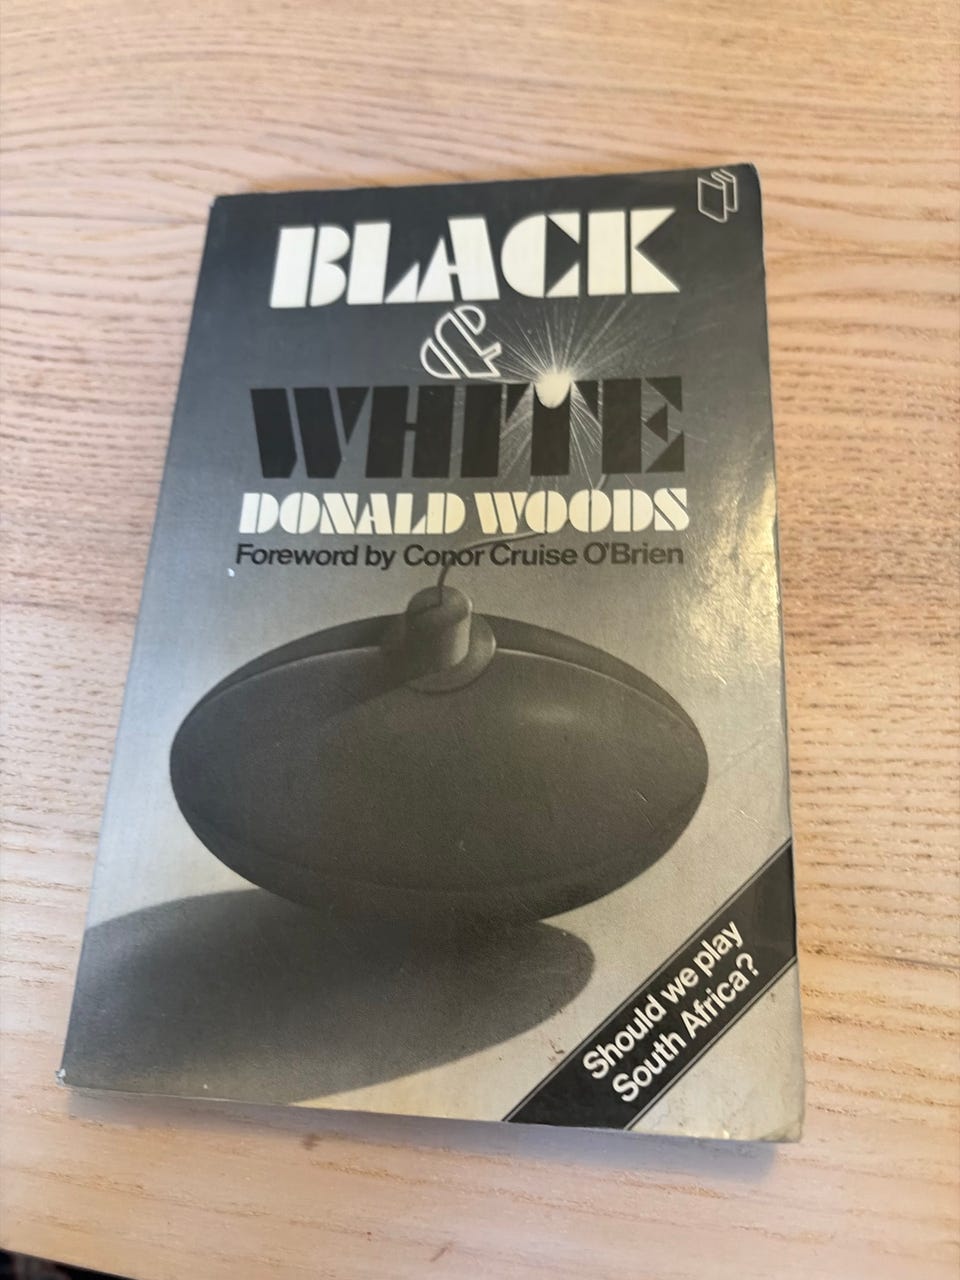 BLACK
&
WHITE
DONALD WOODS
Foreword by Conor Cruise O'Brien
Should we play
South Africa?